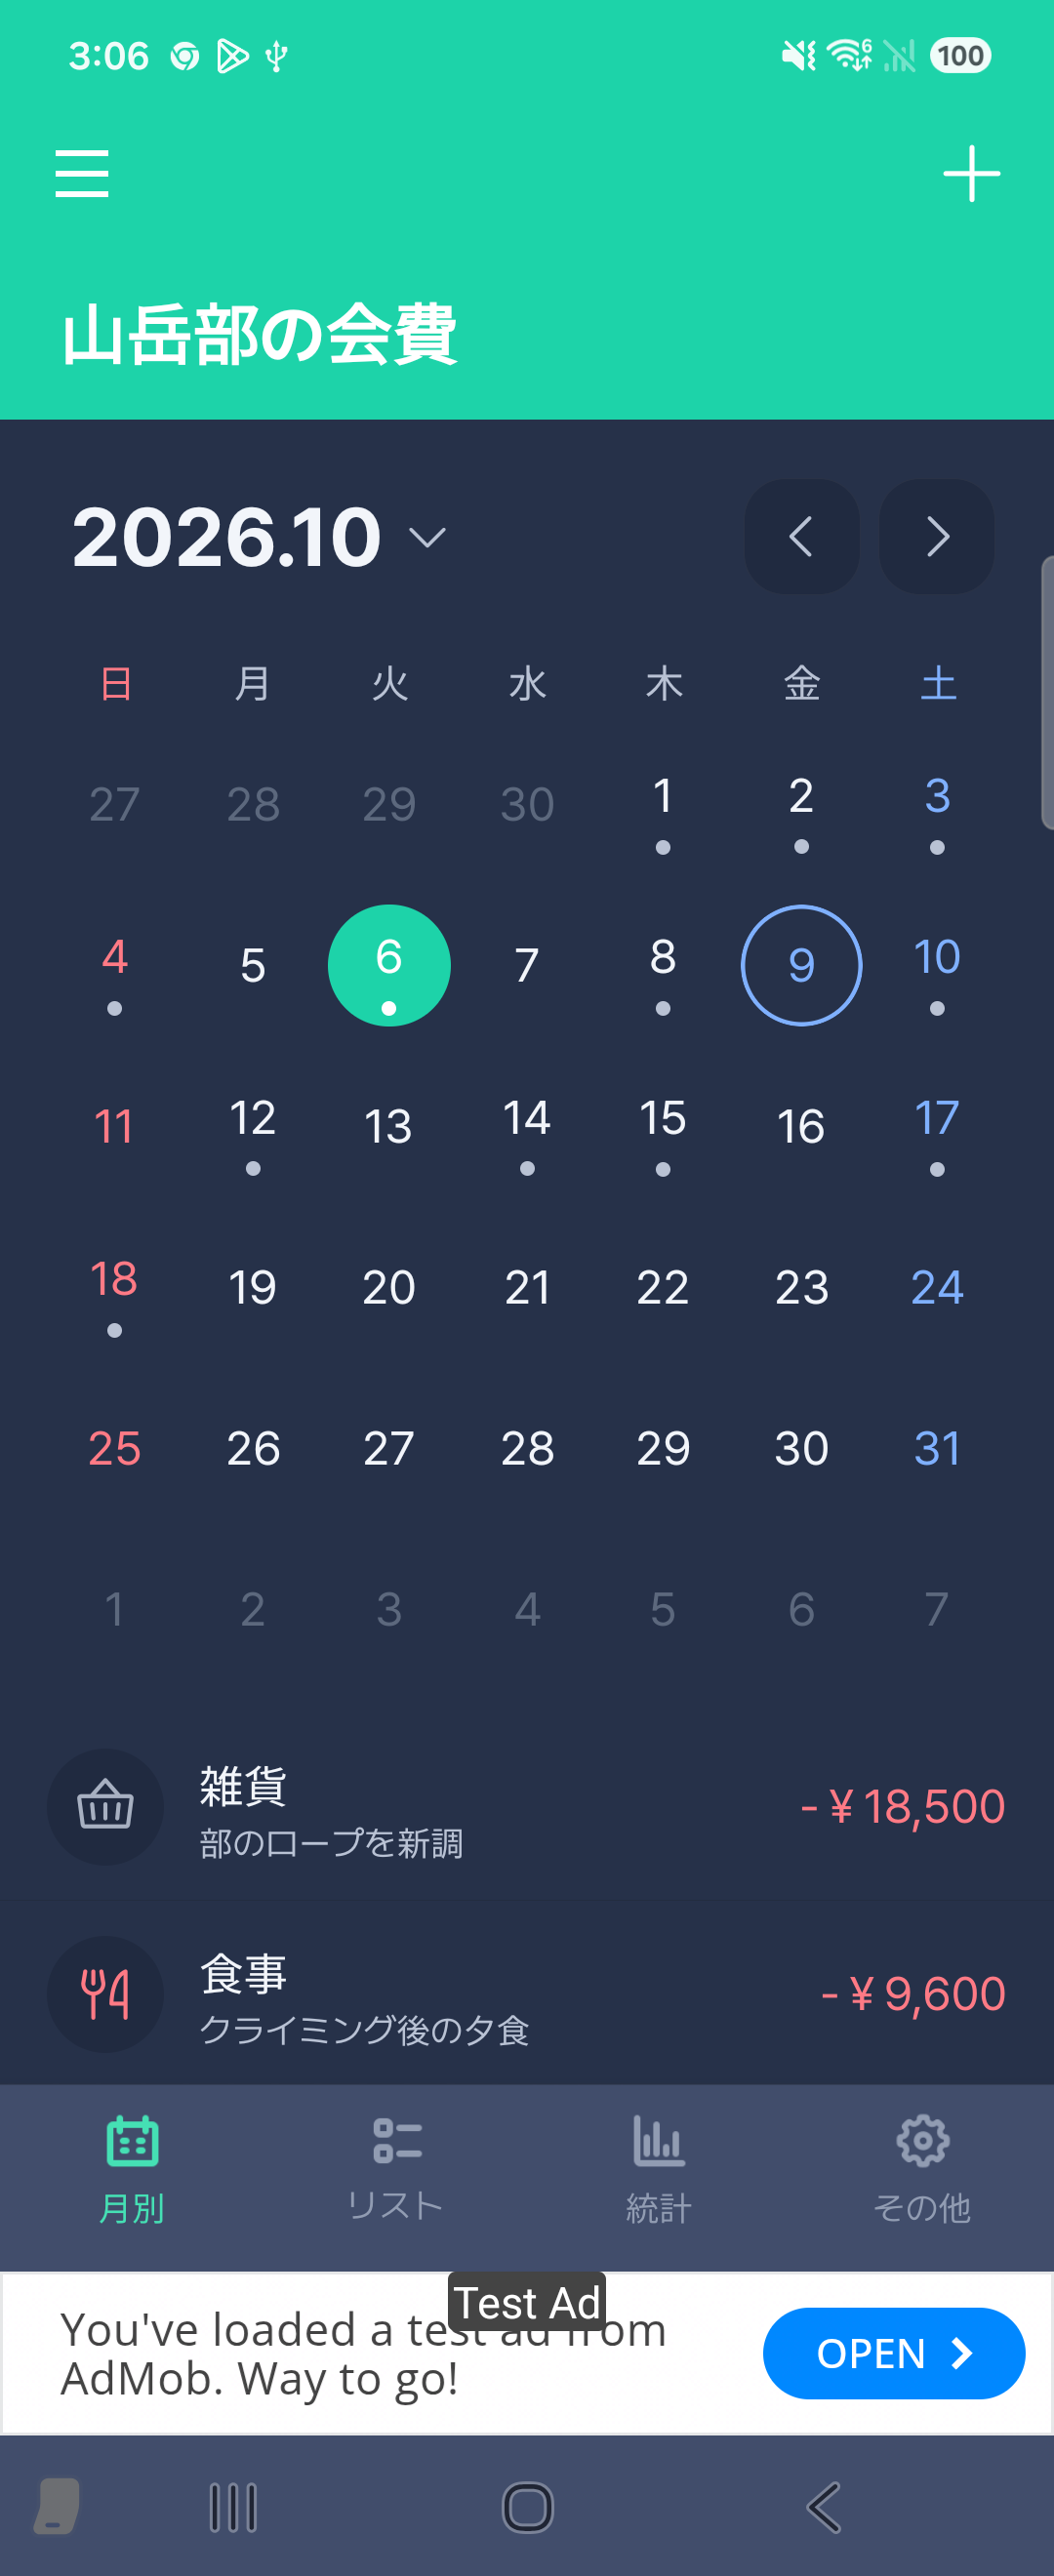 3:06
6
100
山岳部の会費
2026.10
日 月 火 水 木 金 土
27 28 29 30 1 2 3
4 5 6 7 8 9 10
11 12 13 14 15 16 17
18 19 20 21 22 23 24
25 26 27 28 29 30 31
1 2 3 4 5 6 7
雑貨
部のロープを新調
- ¥ 18,500
食事
クライミング後の夕食
- ¥ 9,600
月別 リスト 統計 その他
Test Ad
You've loaded a test ad from
AdMob. Way to go!
OPEN